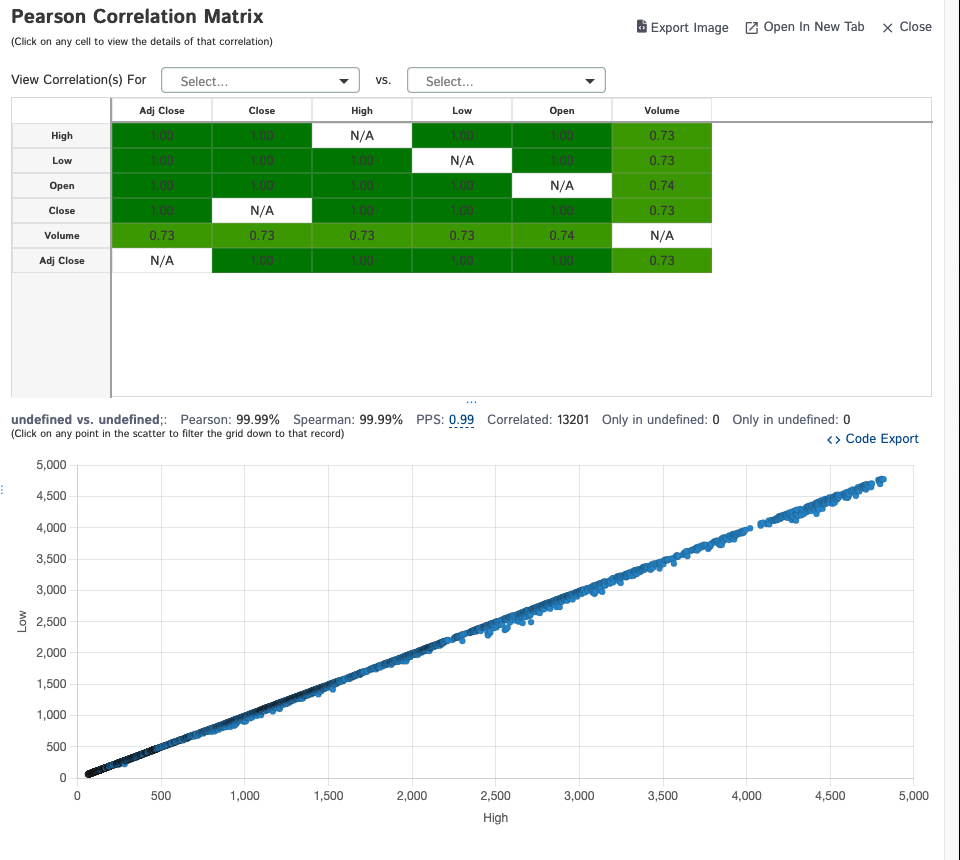 Pearson Correlation Matrix
Export Image Open In New Tab Close
(Click on any cell to view the details of that correlation)
View Correlation(s) For Select... vs. Select...
Adj Close Close High Low Open Volume
High 1.00 1.00 N/A 1.00 1.00 0.73
Low 1.00 1.00 1.00 N/A 1.00 0.73
Open 1.00 1.00 1.00 1.00 N/A 0.74
Close 1.00 N/A 1.00 1.00 1.00 0.73
Volume 0.73 0.73 0.73 0.73 0.74 N/A
Adj Close N/A 1.00 1.00 1.00 1.00 0.73
...
undefined vs. undefined;: Pearson: 99.99% Spearman: 99.99% PPS: 0.99 Correlated: 13201 Only in undefined: 0 Only in undefined: 0
(Click on any point in the scatter to filter the grid down to that record)
<> Code Export
5,000
4,500
4,000
3,500
3,000
2,500
2,000
1,500
1,000
500
0
Low
0 500 1,000 1,500 2,000 2,500 3,000 3,500 4,000 4,500 5,000
High